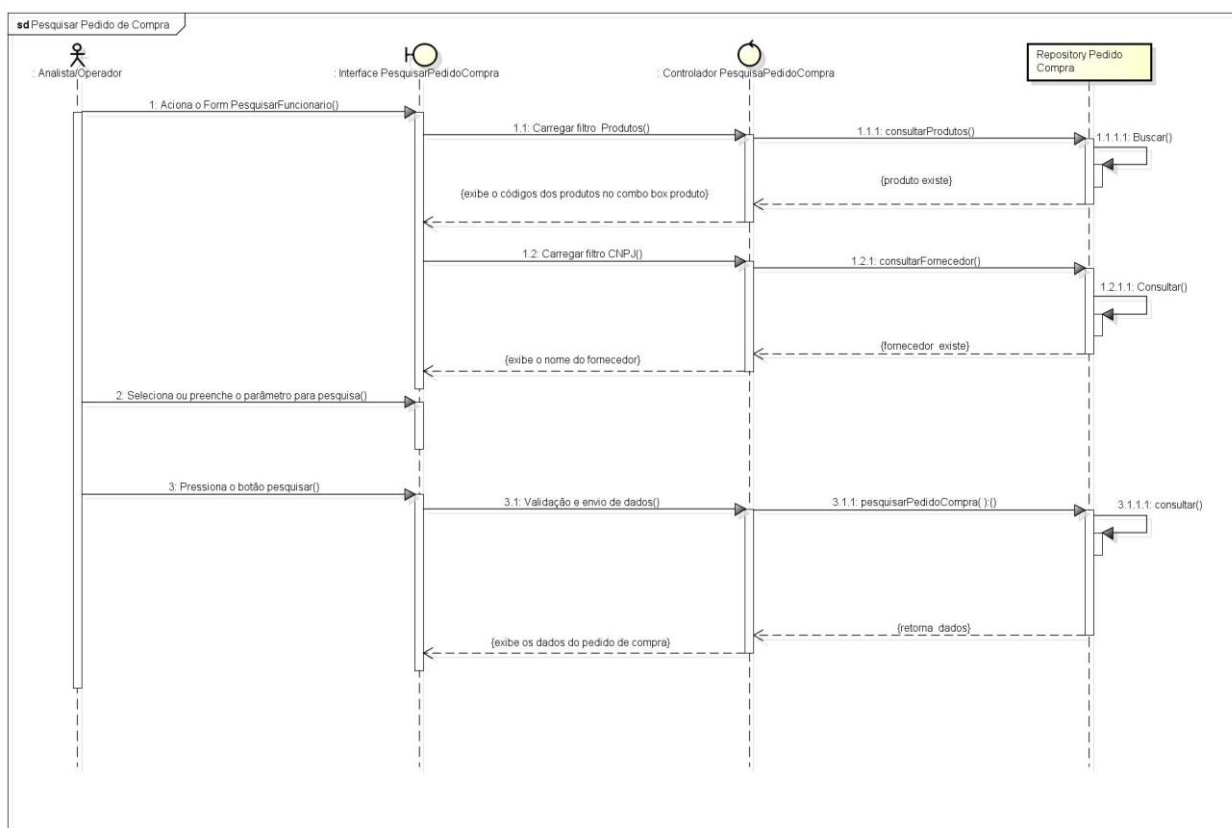 sd Pesquisar Pedido de Compra
: Analista/Operador
: Interface PesquisarPedidoCompra
: Controlador PesquisaPedidoCompra
Repository Pedido
Compra
1: Aciona o Form PesquisarFuncionario()
1.1: Carregar filtro Produtos()
1.1.1: consultarProdutos()
1.1.1.1: Buscar()
{produto existe}
{exibe o códigos dos produtos no combo box produto}
1.2: Carregar filtro CNPJ()
1.2.1: consultarFornecedor()
1.2.1.1: Consultar()
{fornecedor existe}
{exibe o nome do fornecedor}
2: Seleciona ou preenche o parâmetro para pesquisa()
3: Pressiona o botão pesquisar()
3.1: Validação e envio de dados()
3.1.1: pesquisarPedidoCompra( ):()
3.1.1.1: consultar()
{retorna dados}
{exibe os dados do pedido de compra}